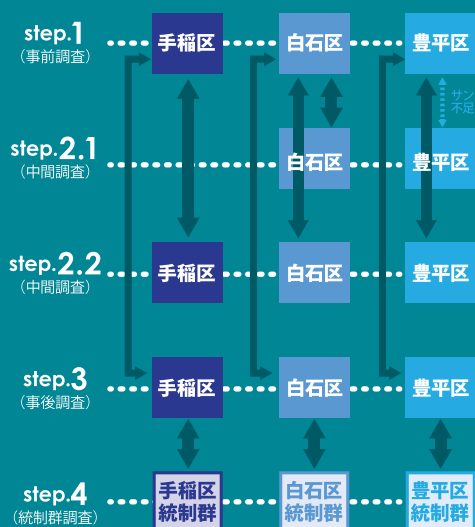 step.1
（事前調査）
手稲区
白石区
豊平区
サン
不足
step.2.1
（中間調査）
白石区
豊平区
step.2.2
（中間調査）
手稲区
白石区
豊平区
step.3
（事後調査）
手稲区
白石区
豊平区
step.4
（統制群調査）
手稲区
統制群
白石区
統制群
豊平区
統制群